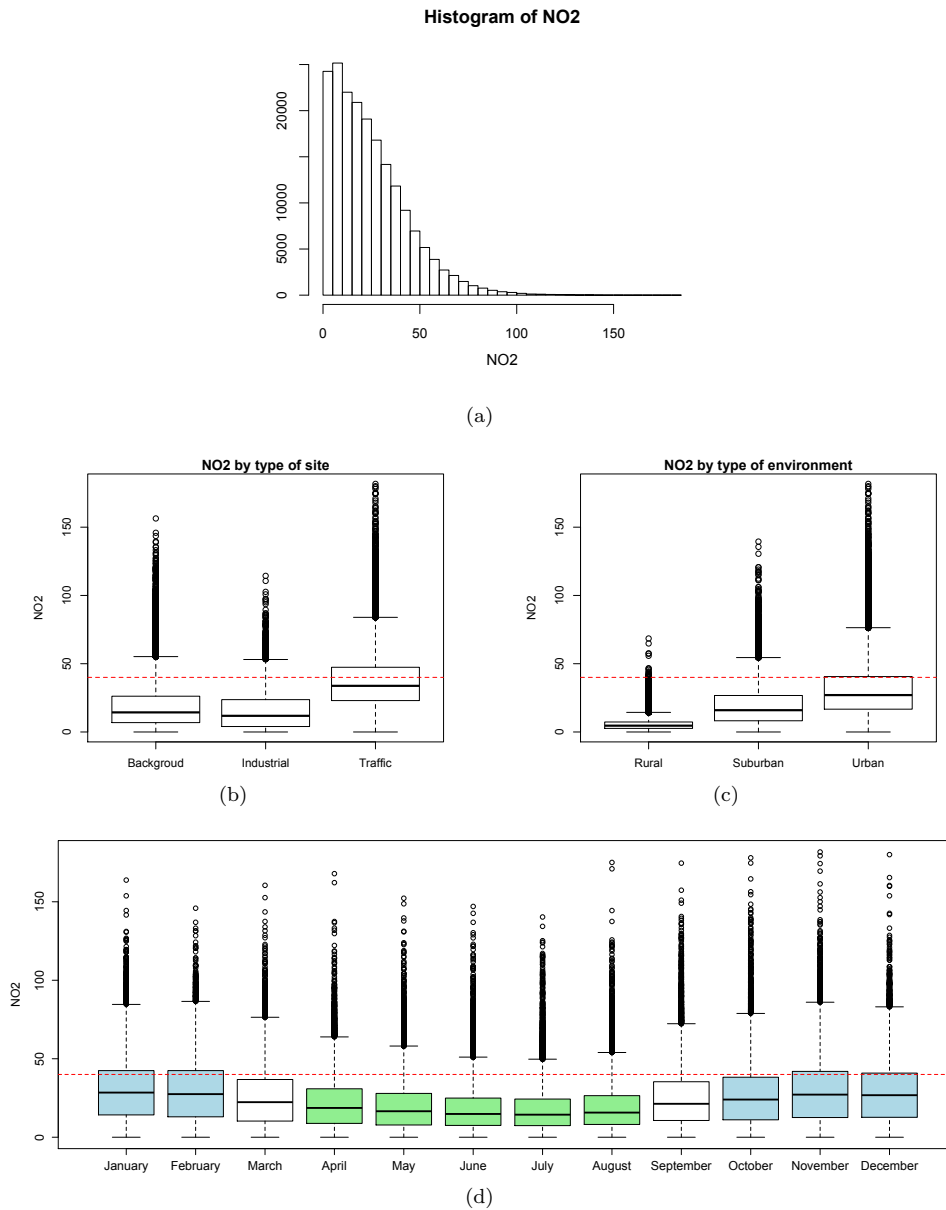 Histogram of NO2
20000
10000
5000
0
0 50 100 150
NO2
(a)
NO2 by type of site
NO2
0 50 100 150
Backgroud Industrial Traffic
(b)
NO2 by type of environment
NO2
0 50 100 150
Rural Suburban Urban
(c)
NO2
0 50 100 150
January February March April May June July August September October November December
(d)